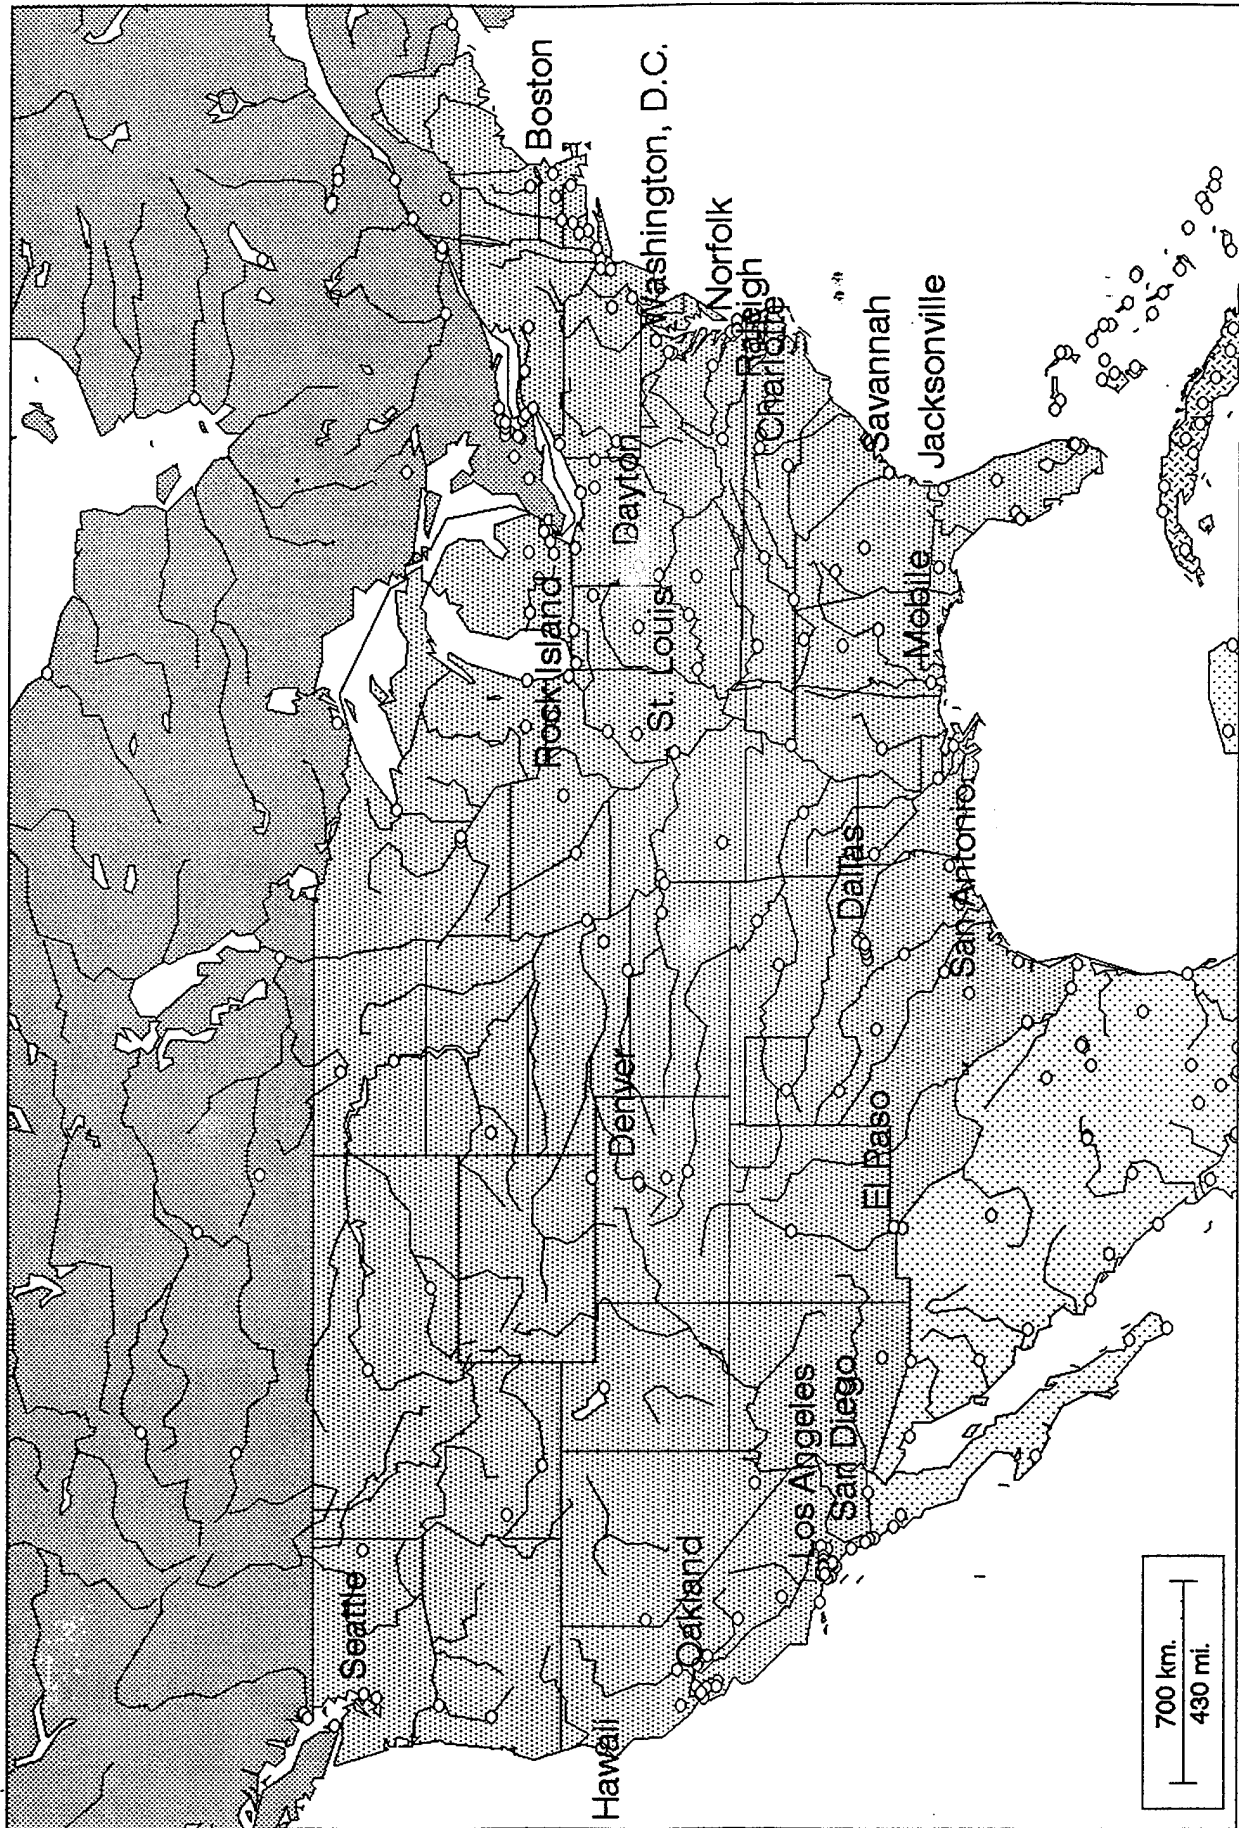 Seattle
Boston
Rock Island
Hawaii
Denver
Dayton
Washington, D.C.
St. Louis
Oakland
Norfolk
Raleigh
Charlotte
Los Angeles
San Diego
Dallas
El Paso
Savannah
Mobile
Jacksonville
San Antonio
700 km.
430 mi.